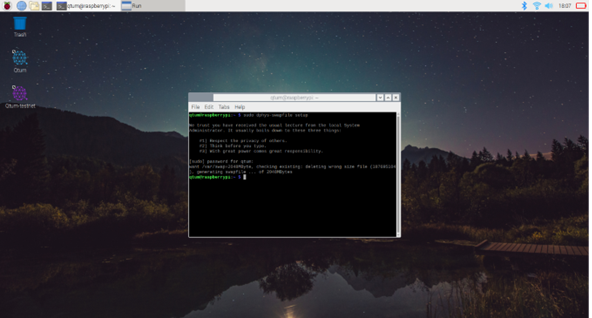 qtum@raspberrypi: ~
Run
18:07
Trash
Qtum
Qtum-testnet
qtum@raspberrypi: ~
File Edit Tabs Help
qtum@raspberrypi:~ $ sudo dphys-swapfile setup
We trust you have received the usual lecture from the local System
Administrator. It usually boils down to these three things:
#1) Respect the privacy of others.
#2) Think before you type.
#3) With great power comes great responsibility.
[sudo] password for qtum:
want /var/swap=2048MByte, checking existing: deleting wrong size file
), generating swapfile ... of 2048MBytes
qtum@raspberrypi:~ $